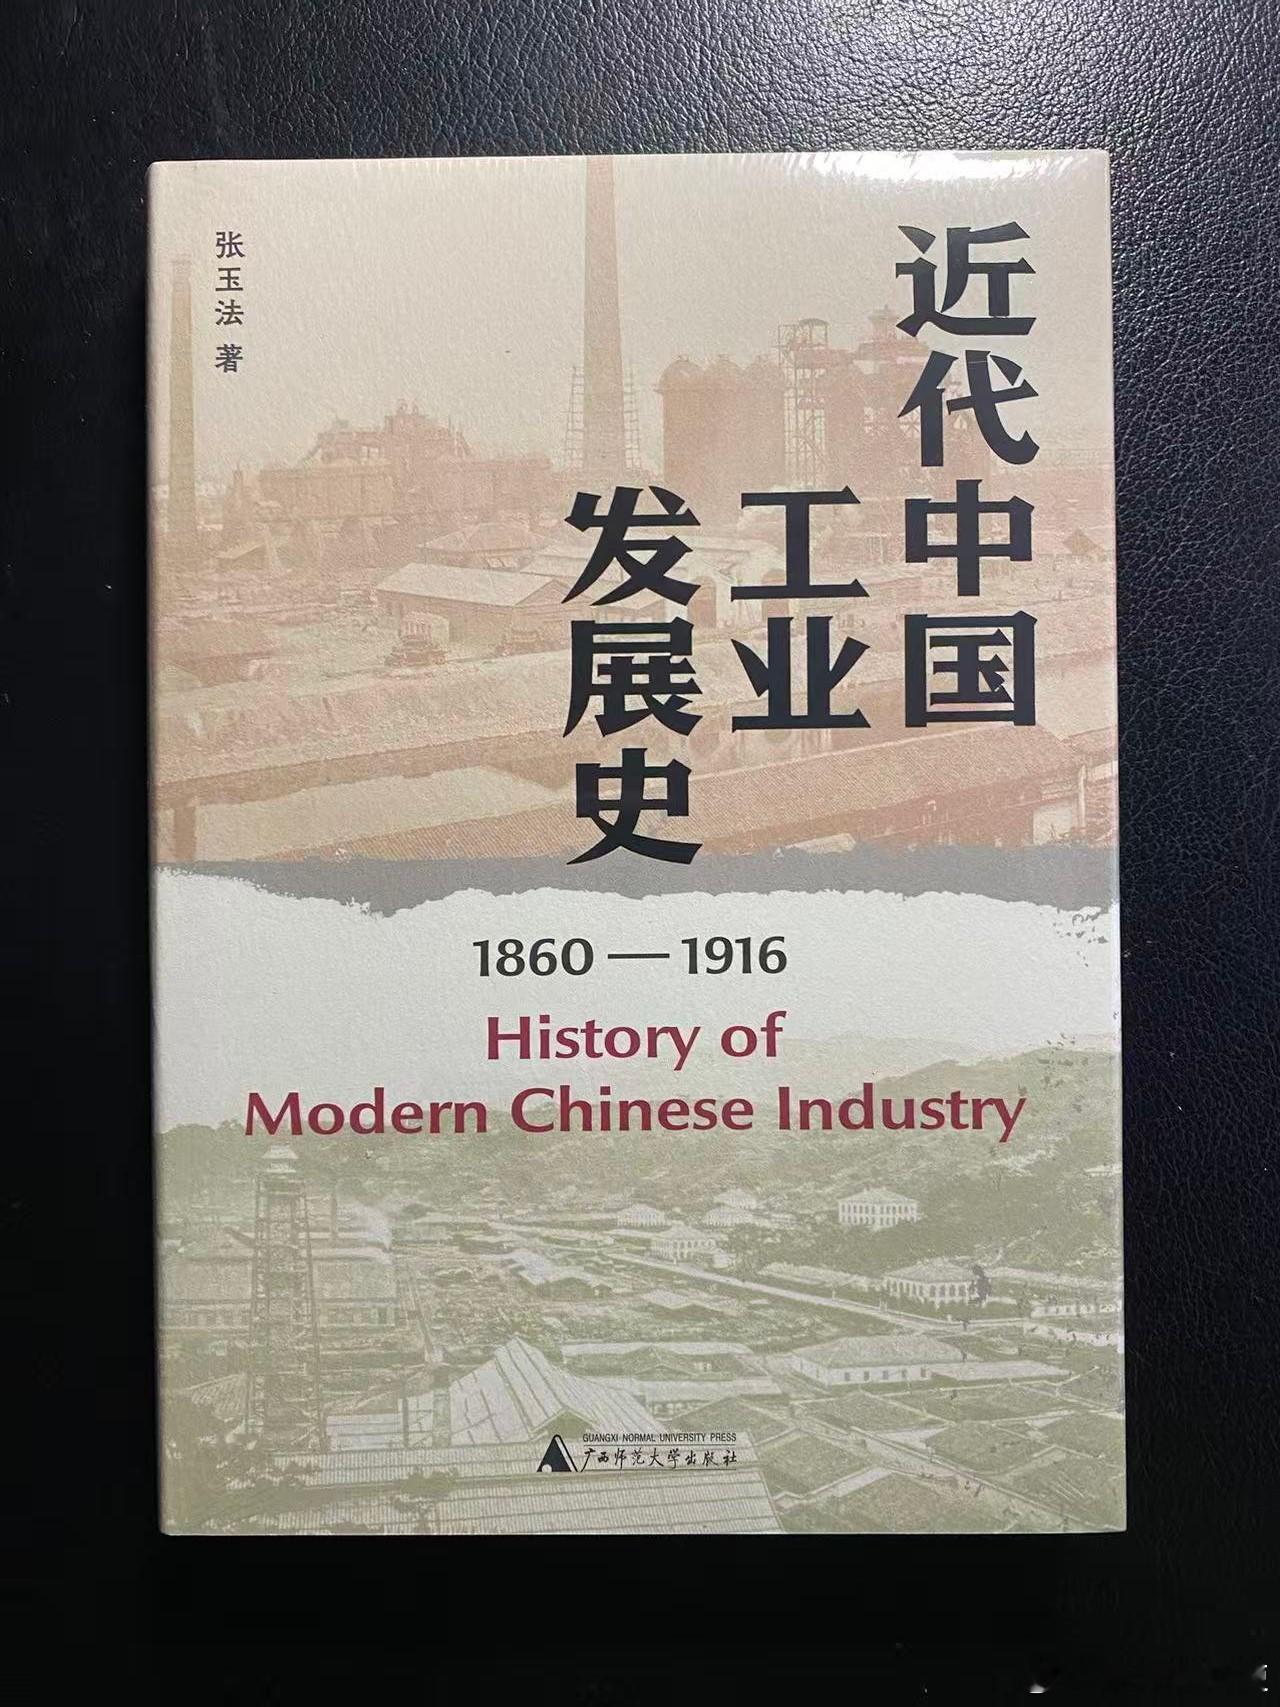 近代中国
工业
发展史
张玉法 著
1860—1916
History of
Modern Chinese Industry
GUANGXI NORMAL UNIVERSITY PRESS
广西师范大学出版社